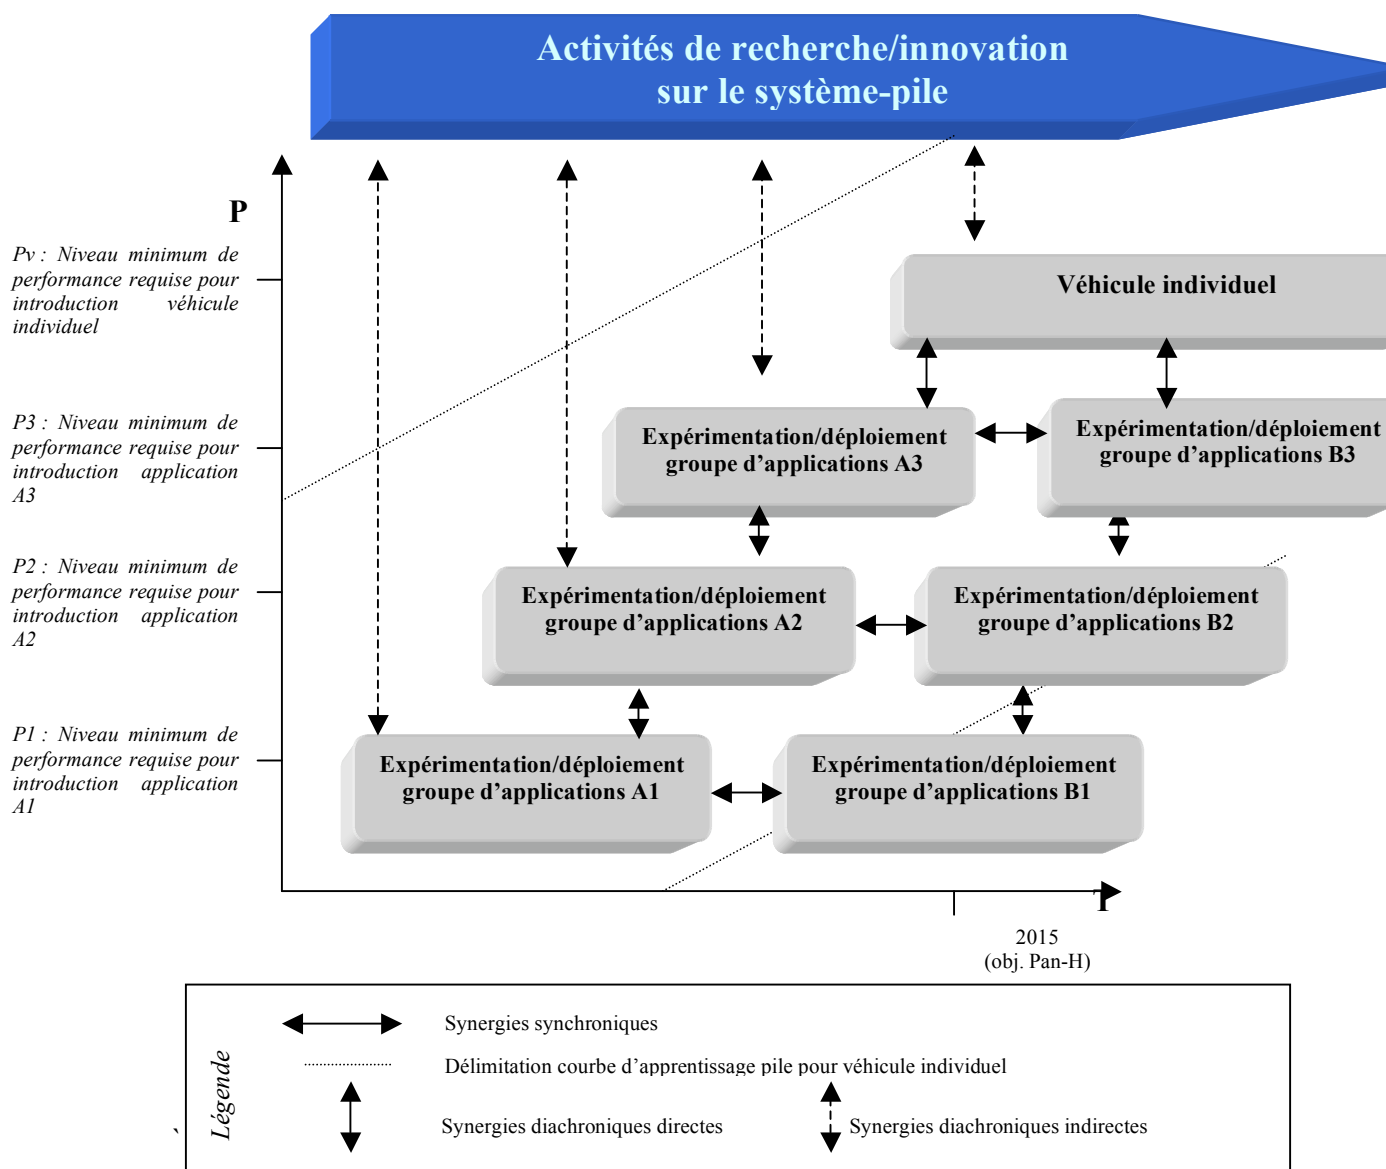 Activités de recherche/innovation
sur le système-pile
P
Pv : Niveau minimum de
performance requise pour
introduction véhicule
individuel
Véhicule individuel
P3 : Niveau minimum de
performance requise pour
introduction application
A3
Expérimentation/déploiement
groupe d'applications A3
Expérimentation/déploiement
groupe d'applications B3
P2 : Niveau minimum de
performance requise pour
introduction application
A2
Expérimentation/déploiement
groupe d'applications A2
Expérimentation/déploiement
groupe d'applications B2
P1 : Niveau minimum de
performance requise pour
introduction application
A1
Expérimentation/déploiement
groupe d'applications A1
Expérimentation/déploiement
groupe d'applications B1
T
2015
(obj. Pan-H)
Légende
Synergies synchroniques
Délimitation courbe d'apprentissage pile pour véhicule individuel
Synergies diachroniques directes
Synergies diachroniques indirectes